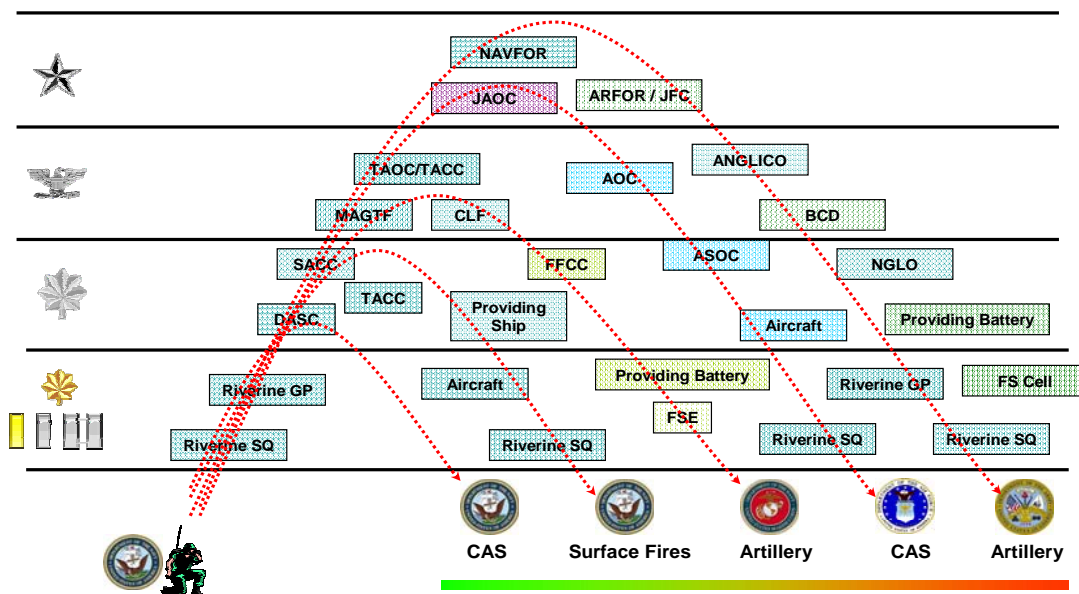 NAVFOR
JAOC
ARFOR / JFC
TAOC/TACC
AOC
ANGLICO
MAGTF
CLF
BCD
SACC
FFCC
ASOC
NGLO
DASC
TACC
Providing
Ship
Aircraft
Providing Battery
Riverine GP
Aircraft
Providing Battery
Riverine GP
FS Cell
FSE
Riverine SQ
Riverine SQ
Riverine SQ
Riverine SQ
CAS
Surface Fires
Artillery
CAS
Artillery